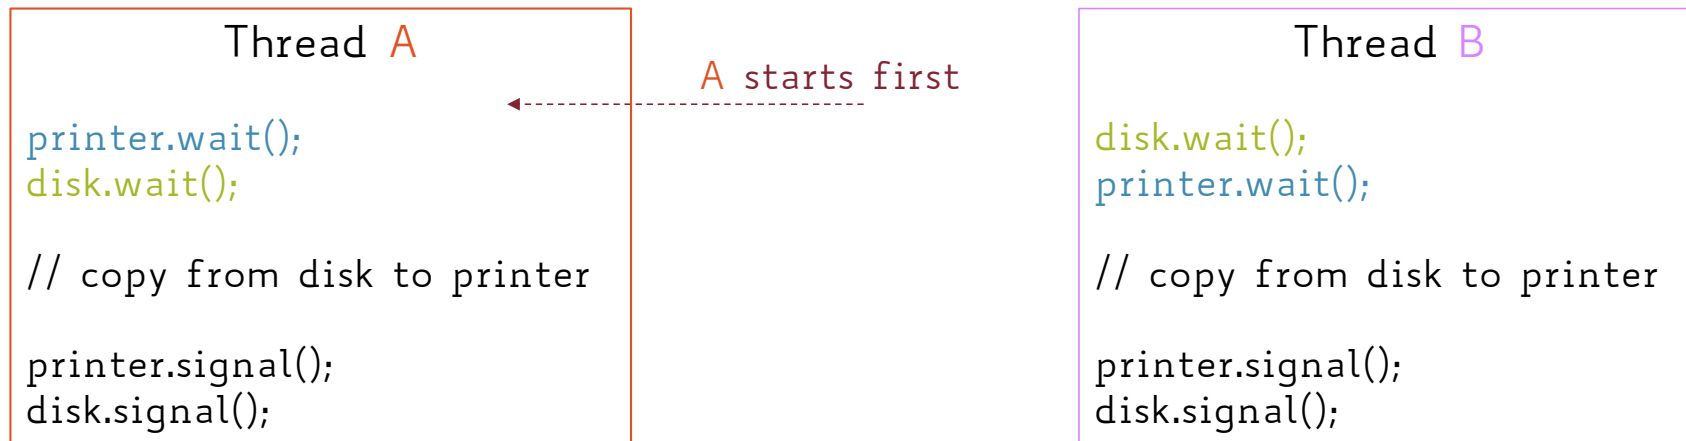 Thread A
printer.wait();
disk.wait();
// copy from disk to printer
printer.signal();
disk.signal();
A starts first
Thread B
disk.wait();
printer.wait();
// copy from disk to printer
printer.signal();
disk.signal();